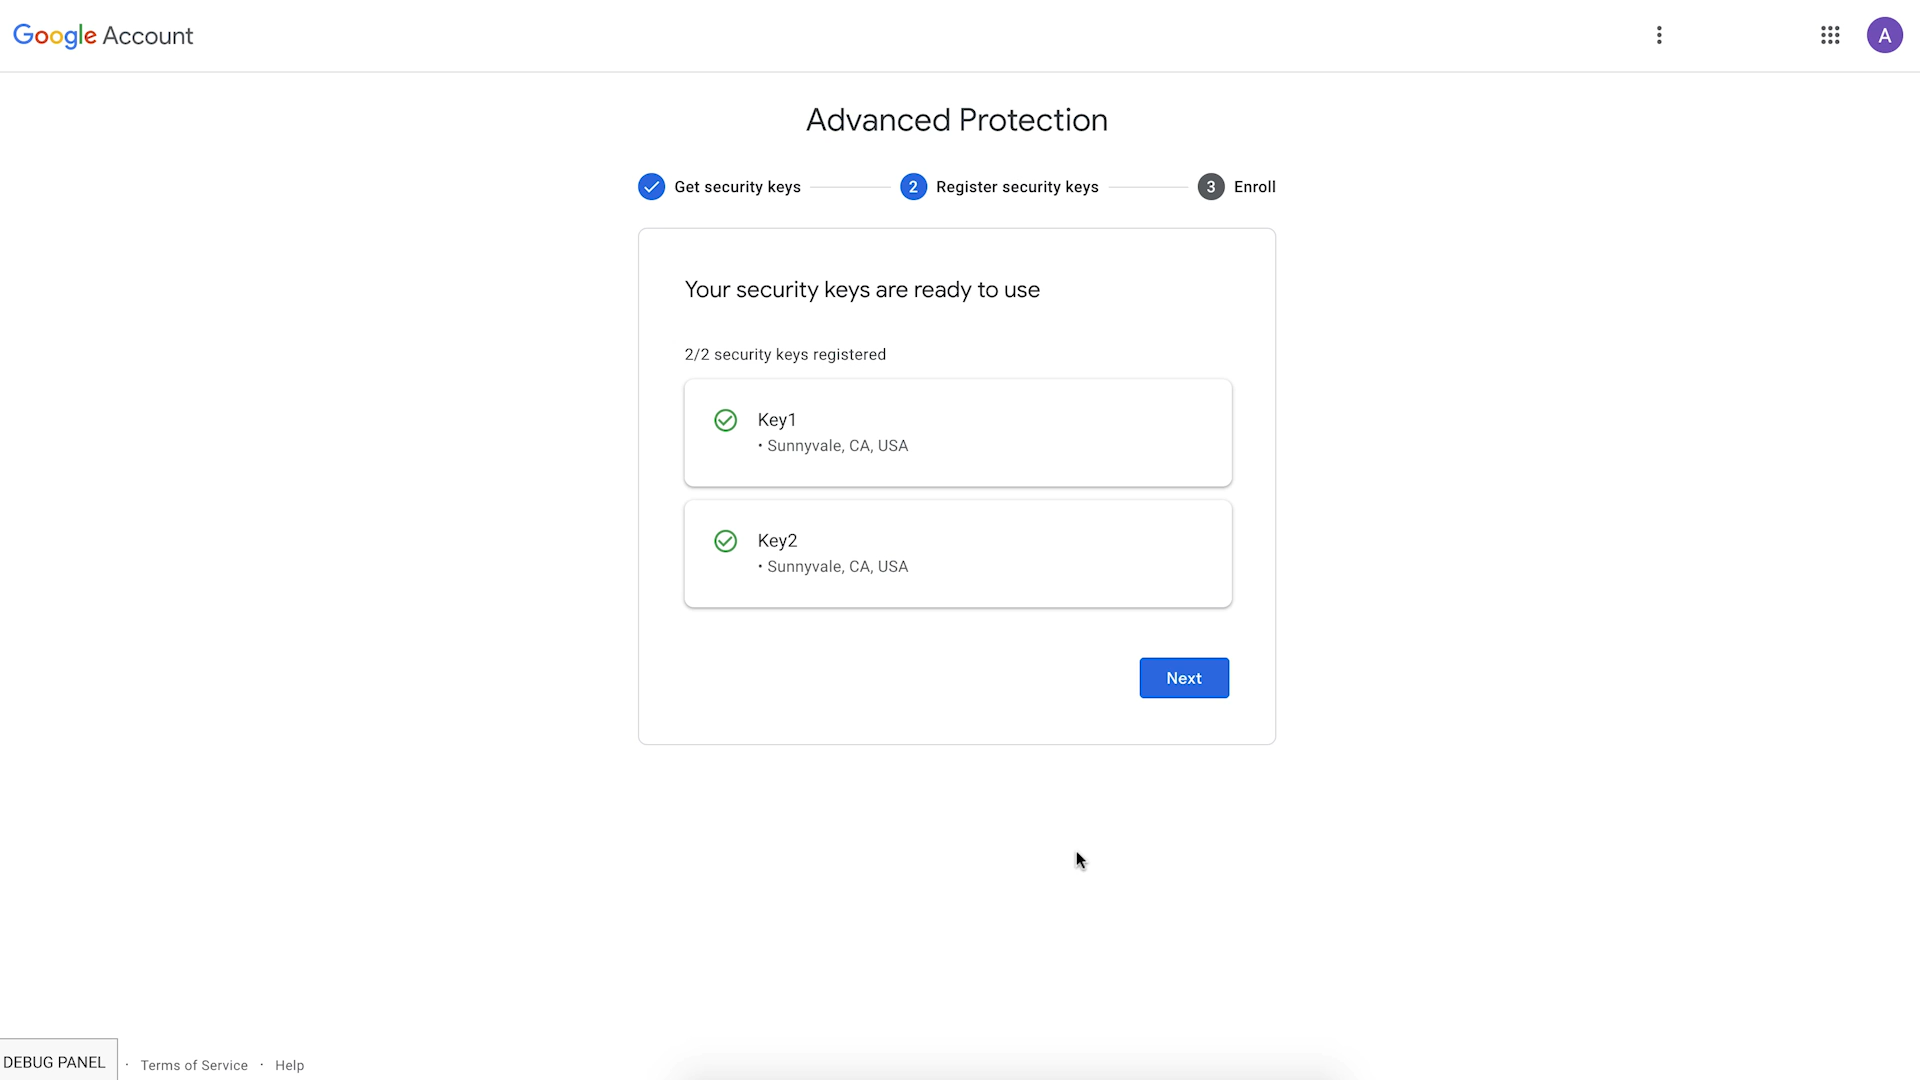 Google Account
A
Advanced Protection
Get security keys
2 Register security keys
3 Enroll
Your security keys are ready to use
2/2 security keys registered
Key1
• Sunnyvale, CA, USA
Key2
• Sunnyvale, CA, USA
Next
DEBUG PANEL · Terms of Service · Help